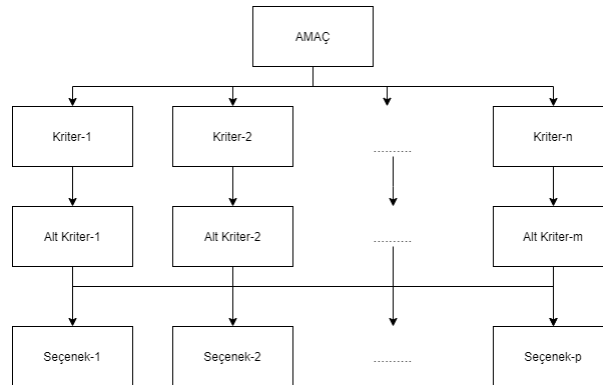 AMAÇ
Kriter-1
Kriter-2
..........
Kriter-n
Alt Kriter-1
Alt Kriter-2
..........
Alt Kriter-m
Seçenek-1
Seçenek-2
..........
Seçenek-p